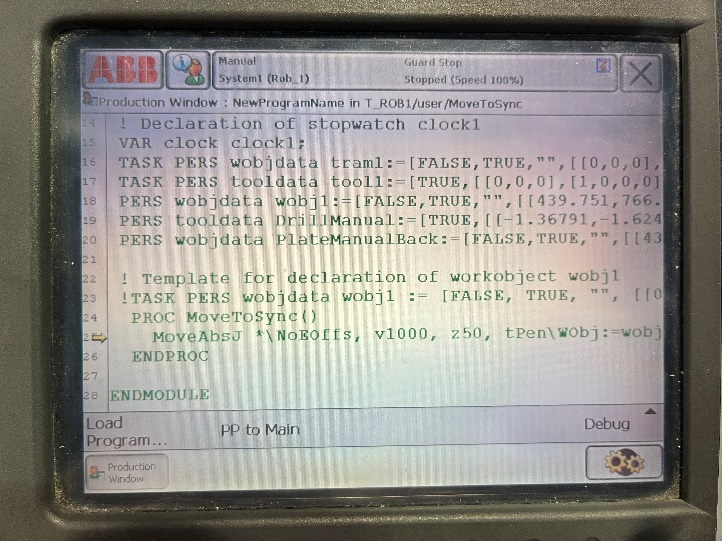 ABB
Manual
System1 (Rob_1)
Guard Stop
Stopped (Speed 100%)
Production Window : NewProgramName in T_ROB1/user/MoveToSync
14 ! Declaration of stopwatch clock1
15 VAR clock clock1;
16 TASK PERS wobjdata tram1:=[FALSE,TRUE,"",[[0,0,0],
17 TASK PERS tooldata tool1:=[TRUE,[[0,0,0],[1,0,0,0]
18 PERS wobjdata wobj1:=[FALSE,TRUE,"",[[439.751,766.
19 PERS tooldata DrillManual:=[TRUE,[[-1.36791,-1.624
20 PERS wobjdata PlateManualBack:=[FALSE,TRUE,"",[[43
21
22 ! Template for declaration of workobject wobj1
23 !TASK PERS wobjdata wobj1 := [FALSE, TRUE, "", [[0
24 PROC MoveToSync()
MoveAbsJ *\NoEOffs, v1000, z50, tPen\WObj:=wobj
26 ENDPROC
27
28 ENDMODULE
Load
Program...
PP to Main
Debug
Production
Window